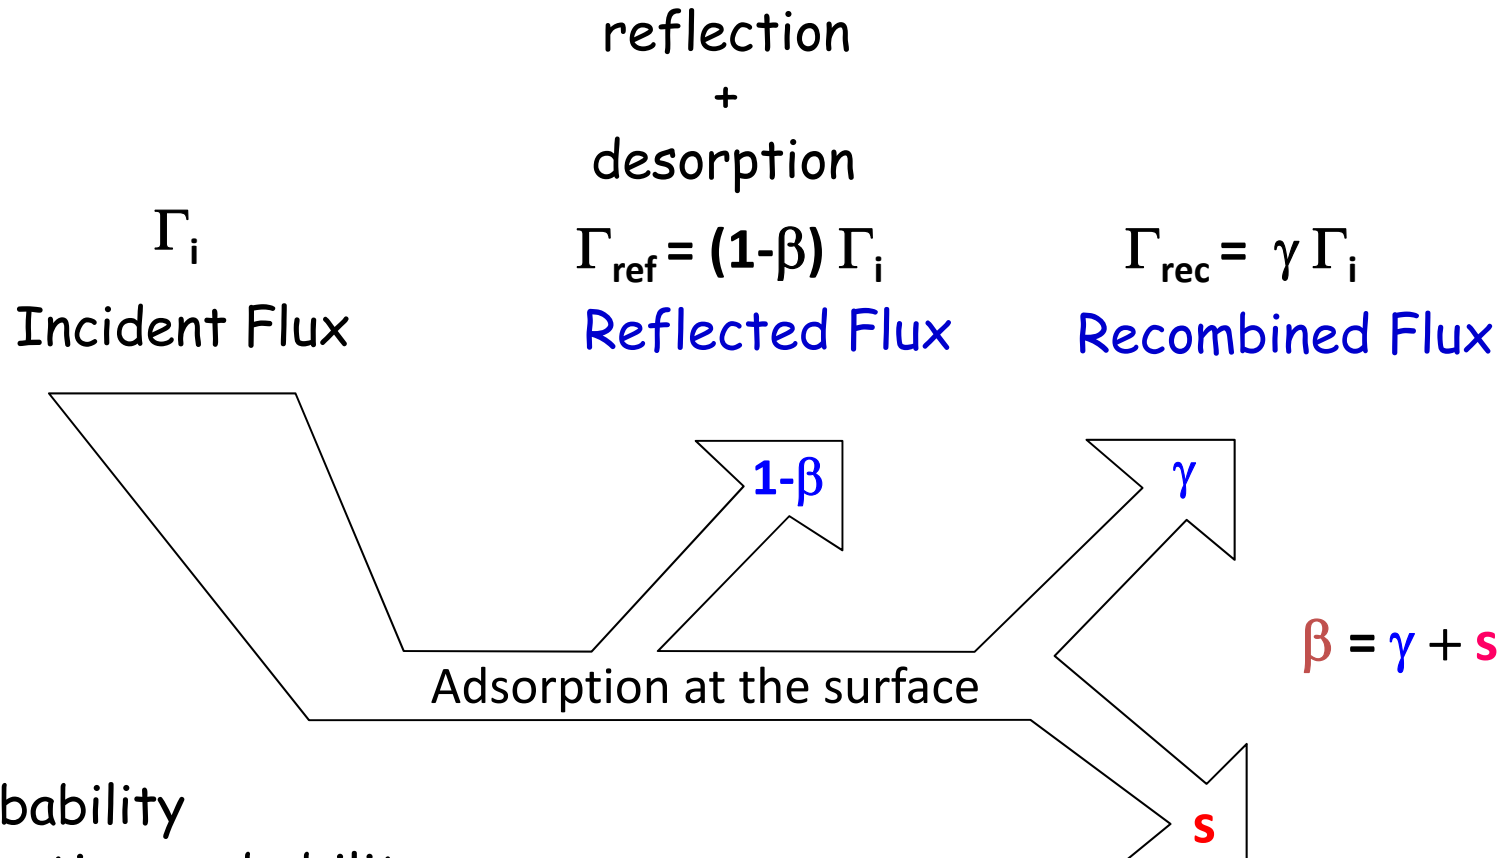 reflection
+
desorption
Γi
Γref = (1-β) Γi
Γrec = γ Γi
Incident Flux
Reflected Flux
Recombined Flux
1-β
γ
β = γ + s
Adsorption at the surface
bability
s